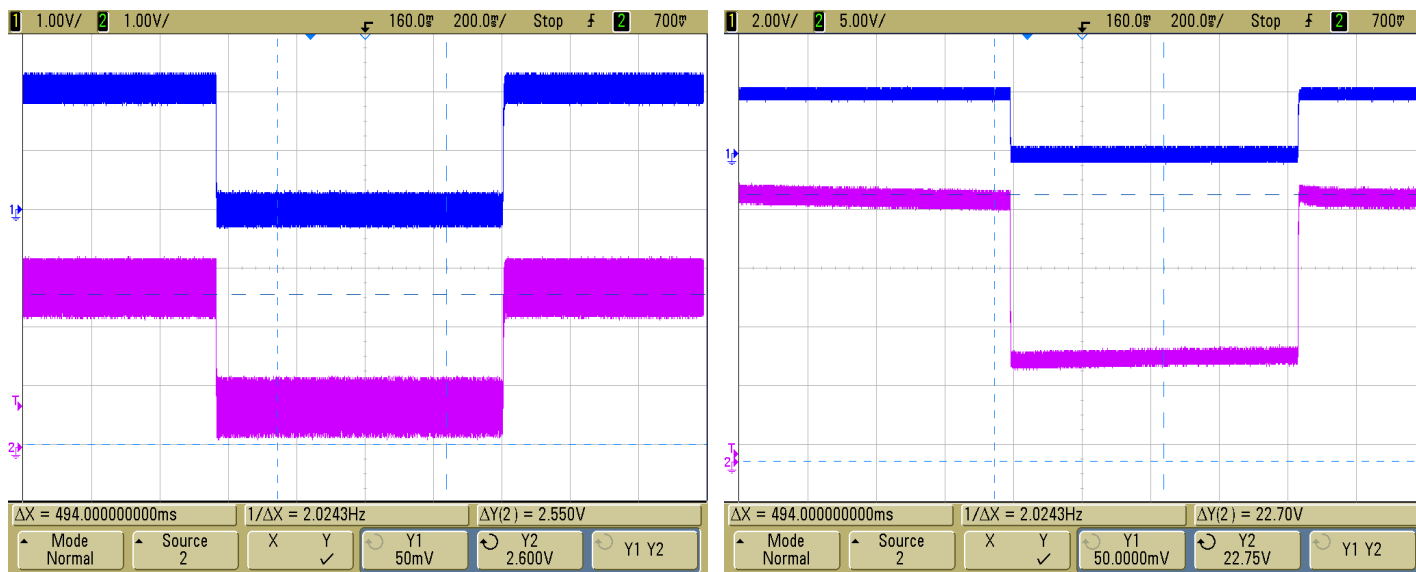 1 1.00V/ 2 1.00V/ 160.0ms 200.0ms/ Stop 2 700m
1
T
2
ΔX = 494.000000000ms 1/ΔX = 2.0243Hz ΔY(2) = 2.550V
Mode Source X Y Y1 Y2 Y1 Y2
Normal 2 ✓ 50mV 2.600V
1 2.00V/ 2 5.00V/ 160.0ms 200.0ms/ Stop 2 700m
1
T
2
ΔX = 494.000000000ms 1/ΔX = 2.0243Hz ΔY(2) = 22.70V
Mode Source X Y Y1 Y2 Y1 Y2
Normal 2 ✓ 50.0000mV 22.75V